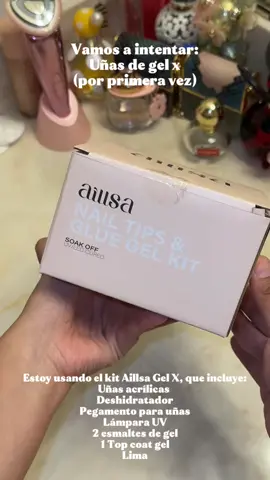 Vamos a intentar:
Uñas de gel x
(por primera vez)
aillsa
NAIL TIPS &
GLUE GEL KIT
SOAK OFF
Estoy usando el kit Aillsa Gel X, que incluye:
Uñas acrílicas
Deshidratador
Pegamento para uñas
Lámpara UV
2 esmaltes de gel
1 Top coat gel
Lima